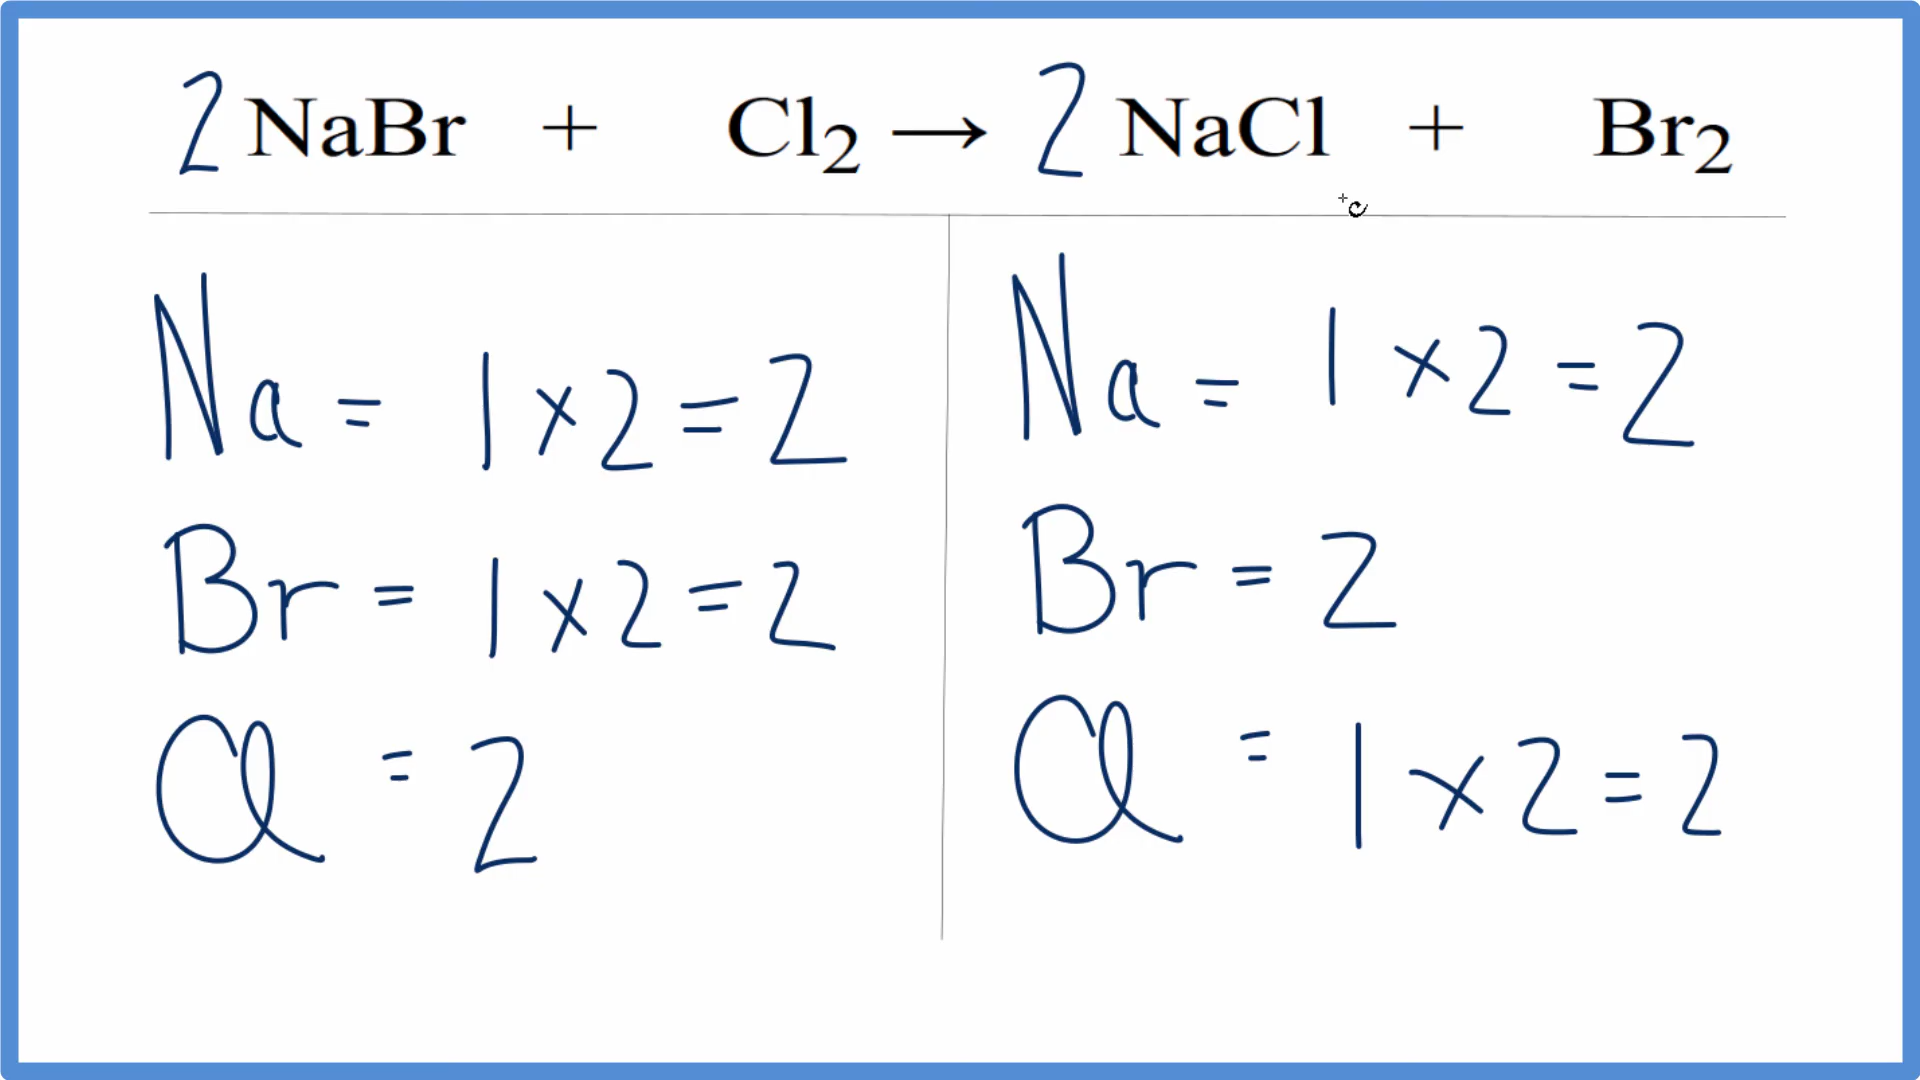 2 NaBr + Cl₂ → 2 NaCl + Br₂
Na = 1 x 2 = 2
Br = 1 x 2 = 2
Cl = 2
Na = 1 x 2 = 2
Br = 2
Cl = 1 x 2 = 2